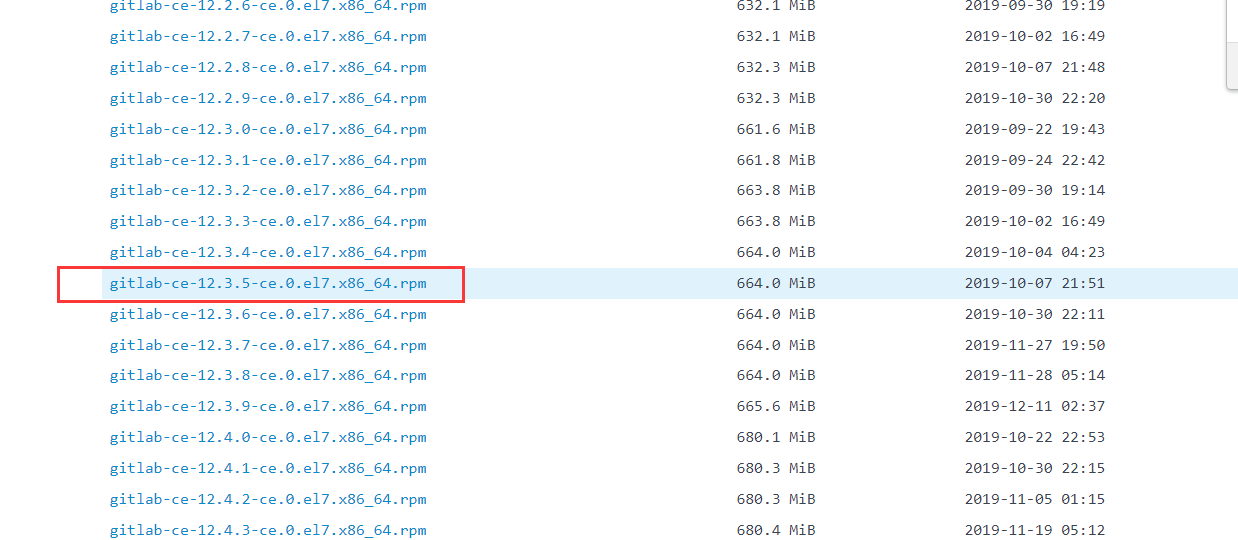 gitlab-ce-12.2.6-ce.0.el7.x86_64.rpm 632.1 MiB 2019-09-30 19:19
gitlab-ce-12.2.7-ce.0.el7.x86_64.rpm 632.1 MiB 2019-10-02 16:49
gitlab-ce-12.2.8-ce.0.el7.x86_64.rpm 632.3 MiB 2019-10-07 21:48
gitlab-ce-12.2.9-ce.0.el7.x86_64.rpm 632.3 MiB 2019-10-30 22:20
gitlab-ce-12.3.0-ce.0.el7.x86_64.rpm 661.6 MiB 2019-09-22 19:43
gitlab-ce-12.3.1-ce.0.el7.x86_64.rpm 661.8 MiB 2019-09-24 22:42
gitlab-ce-12.3.2-ce.0.el7.x86_64.rpm 663.8 MiB 2019-09-30 19:14
gitlab-ce-12.3.3-ce.0.el7.x86_64.rpm 663.8 MiB 2019-10-02 16:49
gitlab-ce-12.3.4-ce.0.el7.x86_64.rpm 664.0 MiB 2019-10-04 04:23
gitlab-ce-12.3.5-ce.0.el7.x86_64.rpm 664.0 MiB 2019-10-07 21:51
gitlab-ce-12.3.6-ce.0.el7.x86_64.rpm 664.0 MiB 2019-10-30 22:11
gitlab-ce-12.3.7-ce.0.el7.x86_64.rpm 664.0 MiB 2019-11-27 19:50
gitlab-ce-12.3.8-ce.0.el7.x86_64.rpm 664.0 MiB 2019-11-28 05:14
gitlab-ce-12.3.9-ce.0.el7.x86_64.rpm 665.6 MiB 2019-12-11 02:37
gitlab-ce-12.4.0-ce.0.el7.x86_64.rpm 680.1 MiB 2019-10-22 22:53
gitlab-ce-12.4.1-ce.0.el7.x86_64.rpm 680.3 MiB 2019-10-30 22:15
gitlab-ce-12.4.2-ce.0.el7.x86_64.rpm 680.3 MiB 2019-11-05 01:15
gitlab-ce-12.4.3-ce.0.el7.x86_64.rpm 680.4 MiB 2019-11-19 05:12